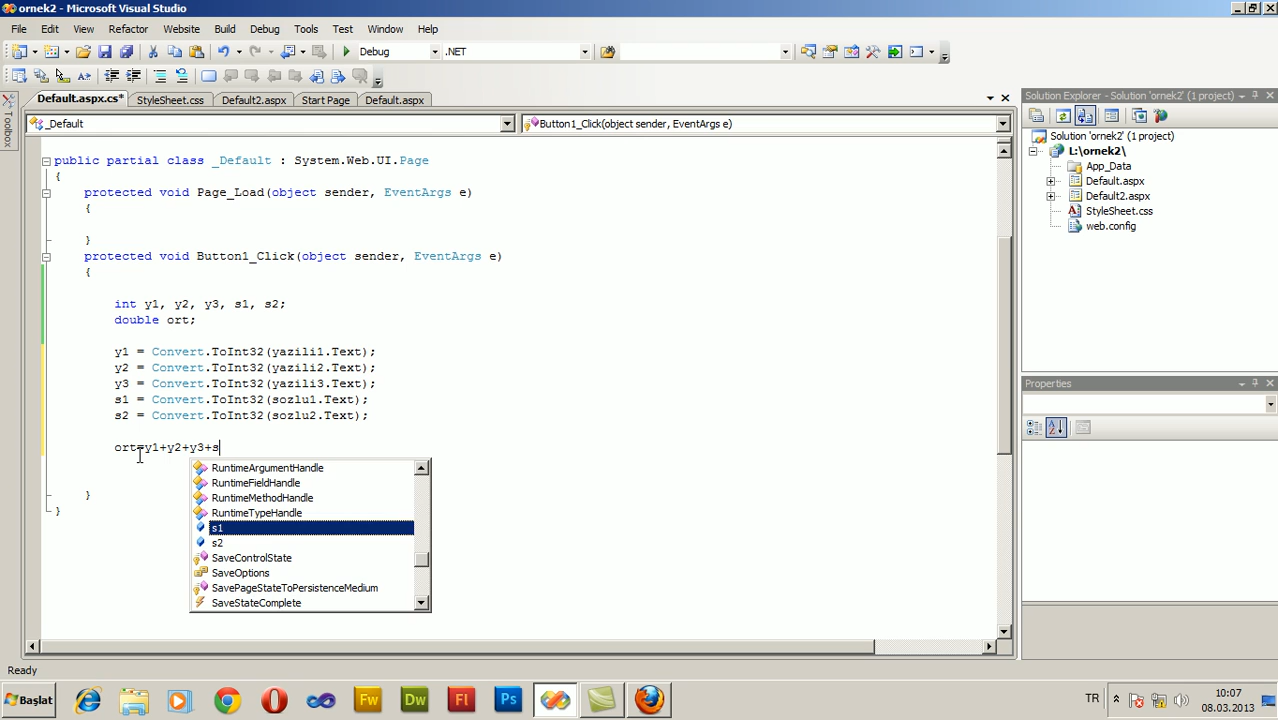 ornek2 - Microsoft Visual Studio
File Edit View Refactor Website Build Debug Tools Test Window Help
Debug .NET
Default.aspx.cs* StyleSheet.css Default2.aspx Start Page Default.aspx
_Default Button1_Click(object sender, EventArgs e)
Toolbox
public partial class _Default : System.Web.UI.Page
{
protected void Page_Load(object sender, EventArgs e)
{
}
protected void Button1_Click(object sender, EventArgs e)
{
int y1, y2, y3, s1, s2;
double ort;
y1 = Convert.ToInt32(yazili1.Text);
y2 = Convert.ToInt32(yazili2.Text);
y3 = Convert.ToInt32(yazili3.Text);
s1 = Convert.ToInt32(sozlu1.Text);
s2 = Convert.ToInt32(sozlu2.Text);
ort=y1+y2+y3+s
RuntimeArgumentHandle
RuntimeFieldHandle
RuntimeMethodHandle
RuntimeTypeHandle
s1
s2
SaveControlState
SaveOptions
SavePageStateToPersistenceMedium
SaveStateComplete
}
}
Solution Explorer - Solution 'ornek2' (1 project)
Solution 'ornek2' (1 project)
L:\ornek2\
App_Data
Default.aspx
Default2.aspx
StyleSheet.css
web.config
Properties
Ready
Başlat Fw Dw Fl Ps TR 10:07
08.03.2013